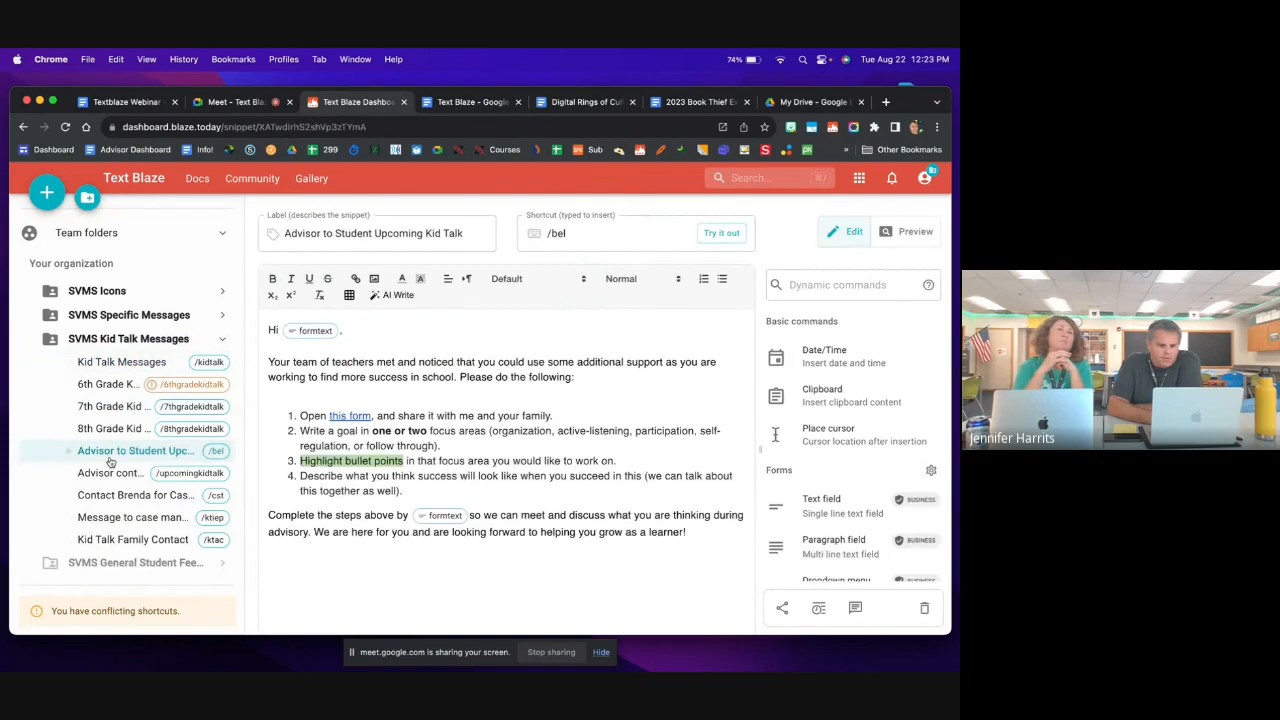 Chrome File Edit View History Bookmarks Profiles Tab Window Help 74% Tue Aug 22 12:23 PM
Textblaze Webinar - Meet - Text Bla Text Blaze Dashbo Text Blaze - Google Digital Rings of Cul 2023 Book Thief E My Drive - Google
dashboard.blaze.today/snippet/XATwdIrhS2shVp3zTYmA
Dashboard Advisor Dashboard Info! 299 Courses Sub » Other Bookmarks
Text Blaze Docs Community Gallery Search...
Team folders
Your organization
SVMS Icons
SVMS Specific Messages
SVMS Kid Talk Messages
Kid Talk Messages /kidtalk
6th Grade K... /6thgradekidtalk
7th Grade Kid ... /7thgradekidtalk
8th Grade Kid ... /8thgradekidtalk
Advisor to Student Upc... /bel
Advisor cont... /upcomingkidtalk
Contact Brenda for Cas... /cst
Message to case man... /ktiep
Kid Talk Family Contact /ktac
SVMS General Student Fee...
You have conflicting shortcuts.
Label (describes the snippet)
Advisor to Student Upcoming Kid Talk
Shortcut (typed to insert)
/bel Try it out
Edit Preview
B I U S A A Default Normal
X₂ X² Tx AI Write
Hi formtext ,
Your team of teachers met and noticed that you could use some additional support as you are
working to find more success in school. Please do the following:
1. Open this form, and share it with me and your family.
2. Write a goal in one or two focus areas (organization, active-listening, participation, self-
regulation, or follow through).
3. Highlight bullet points in that focus area you would like to work on.
4. Describe what you think success will look like when you succeed in this (we can talk about
this together as well).
Complete the steps above by formtext so we can meet and discuss what you are thinking during
advisory. We are here for you and are looking forward to helping you grow as a learner!
Dynamic commands
Basic commands
Date/Time
Insert date and time
Clipboard
Insert clipboard content
Place cursor
Cursor location after insertion
Forms
Text field BUSINESS
Single line text field
Paragraph field BUSINESS
Multi line text field
Dropdown menu BUSINESS
meet.google.com is sharing your screen. Stop sharing Hide
Jennifer Harrits